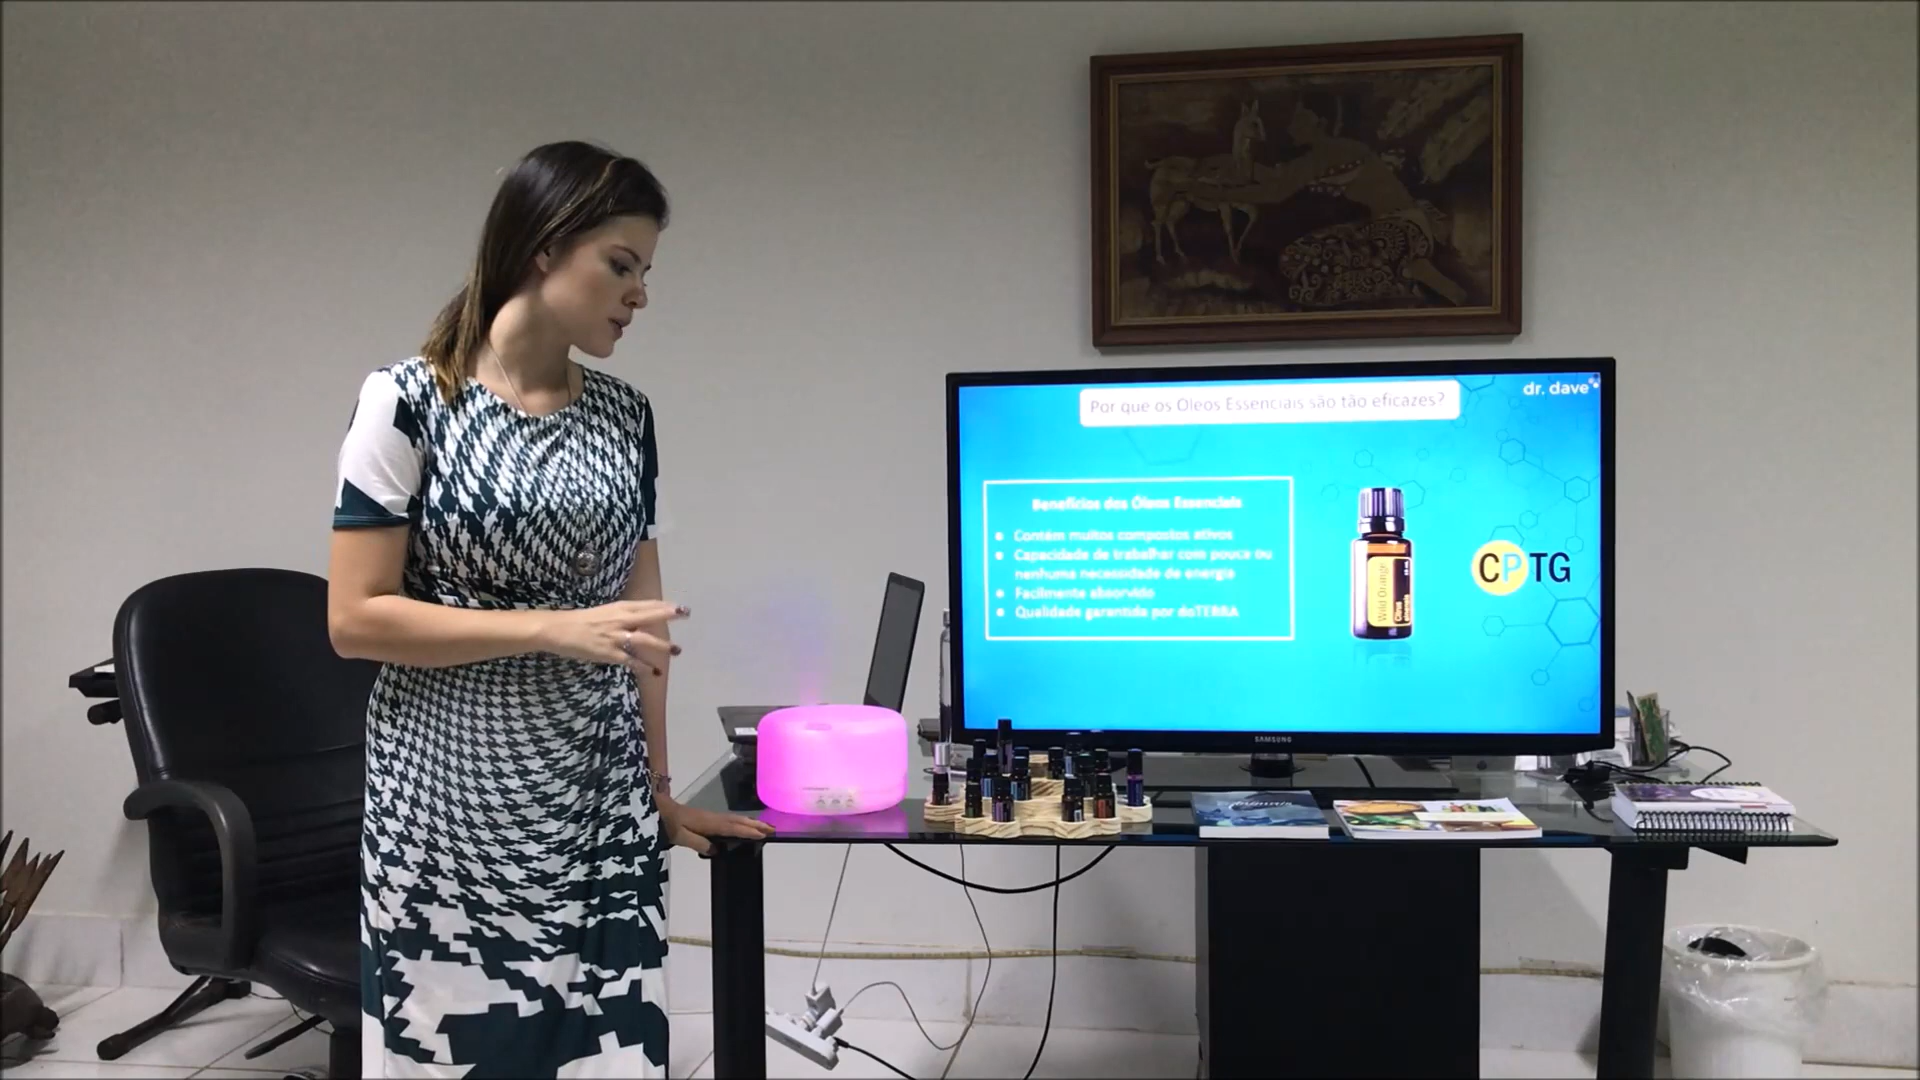 dr. dave
Por que os Óleos Essenciais são tão eficazes?
Benefícios dos Óleos Essenciais
• Contém muitos compostos ativos
• Capacidade de trabalhar com pouca ou
nenhuma necessidade de energia
• Facilmente absorvido
• Qualidade garantida por doTERRA
Wild Orange
CPTG
SAMSUNG